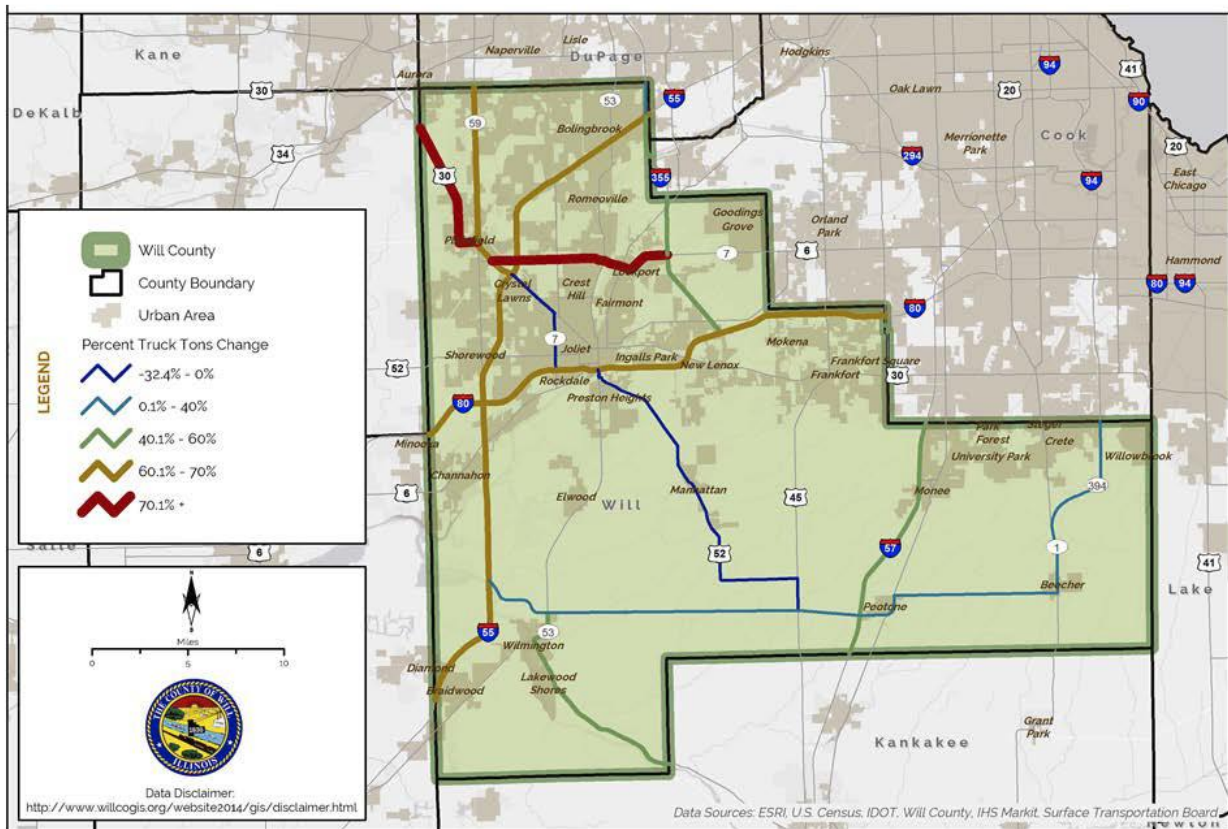 Kane
Naperville
Lisle
DuPage
Hodgkins
Aurora
DeKalb
30
34
59
53
55
Bolingbrook
Oak Lawn
20
94
41
90
Merrionette
Park
Cook
294
94
20
East
Chicago
30
355
Romeoville
Goodings
Grove
Orland
Park
7
6
Hammond
80
94
Lockport
Crystal
Lawns
Crest
Hill
Fairmont
7
Joliet
Shorewood
52
Rockdale
Ingalls Park
New Lenox
Mokena
80
Frankfort Square
Frankfort
30
Preston Heights
80
Minooka
Channahon
6
Elwood
Will
Manhattan
45
52
Park
Forest
Steger
Crete
University Park
Willowbrook
Monee
394
57
1
Beecher
Peotone
41
Lake
55
53
Wilmington
Diamond
Braidwood
Lakewood
Shores
Grant
Park
Kankakee
6
LEGEND
Will County
County Boundary
Urban Area
Percent Truck Tons Change
-32.4% - 0%
0.1% - 40%
40.1% - 60%
60.1% - 70%
70.1% +
N
Miles
0 5 10
THE COUNTY OF WILL
1836
ILLINOIS
Data Disclaimer:
http://www.willcogis.org/website2014/gis/disclaimer.html
Data Sources: ESRI, U.S. Census, IDOT, Will County, IHS Markit, Surface Transportation Board